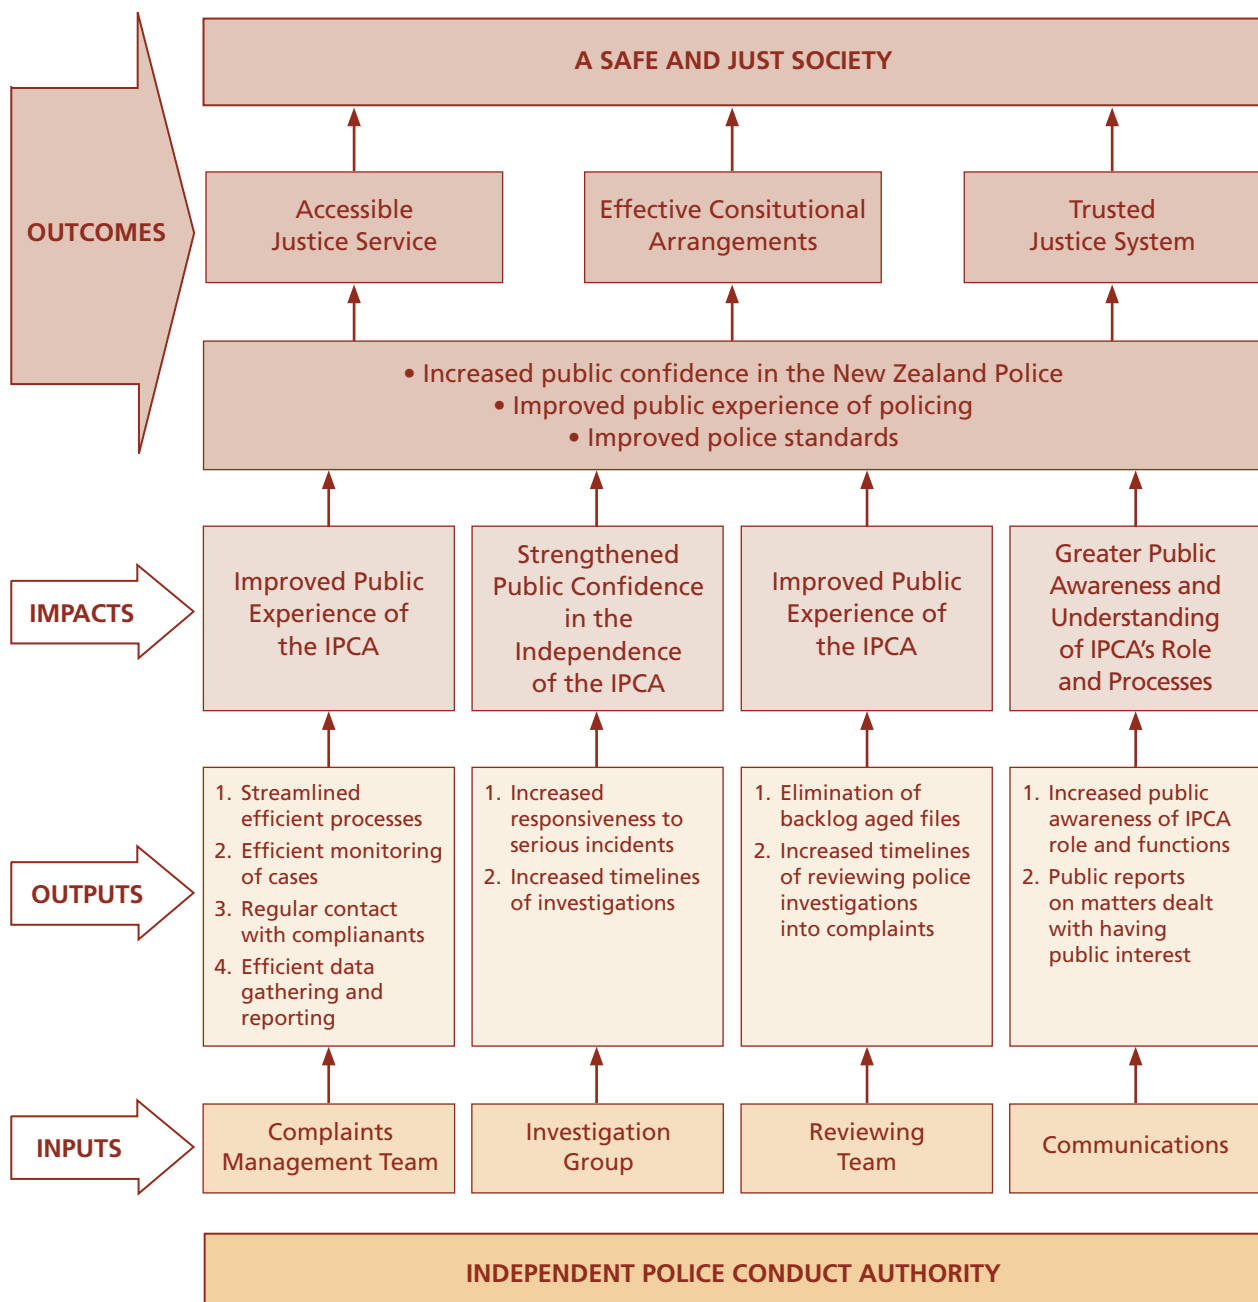 A SAFE AND JUST SOCIETY
OUTCOMES
Accessible
Justice Service
Effective Consitutional
Arrangements
Trusted
Justice System
• Increased public confidence in the New Zealand Police
• Improved public experience of policing
• Improved police standards
IMPACTS
Improved Public
Experience of
the IPCA
Strengthened
Public Confidence
in the
Independence
of the IPCA
Improved Public
Experience of
the IPCA
Greater Public
Awareness and
Understanding
of IPCA’s Role
and Processes
OUTPUTS
1. Streamlined
efficient processes
2. Efficient monitoring
of cases
3. Regular contact
with complianants
4. Efficient data
gathering and
reporting
1. Increased
responsiveness to
serious incidents
2. Increased timelines
of investigations
1. Elimination of
backlog aged files
2. Increased timelines
of reviewing police
investigations
into complaints
1. Increased public
awareness of IPCA
role and functions
2. Public reports
on matters dealt
with having
public interest
INPUTS
Complaints
Management Team
Investigation
Group
Reviewing
Team
Communications
INDEPENDENT POLICE CONDUCT AUTHORITY